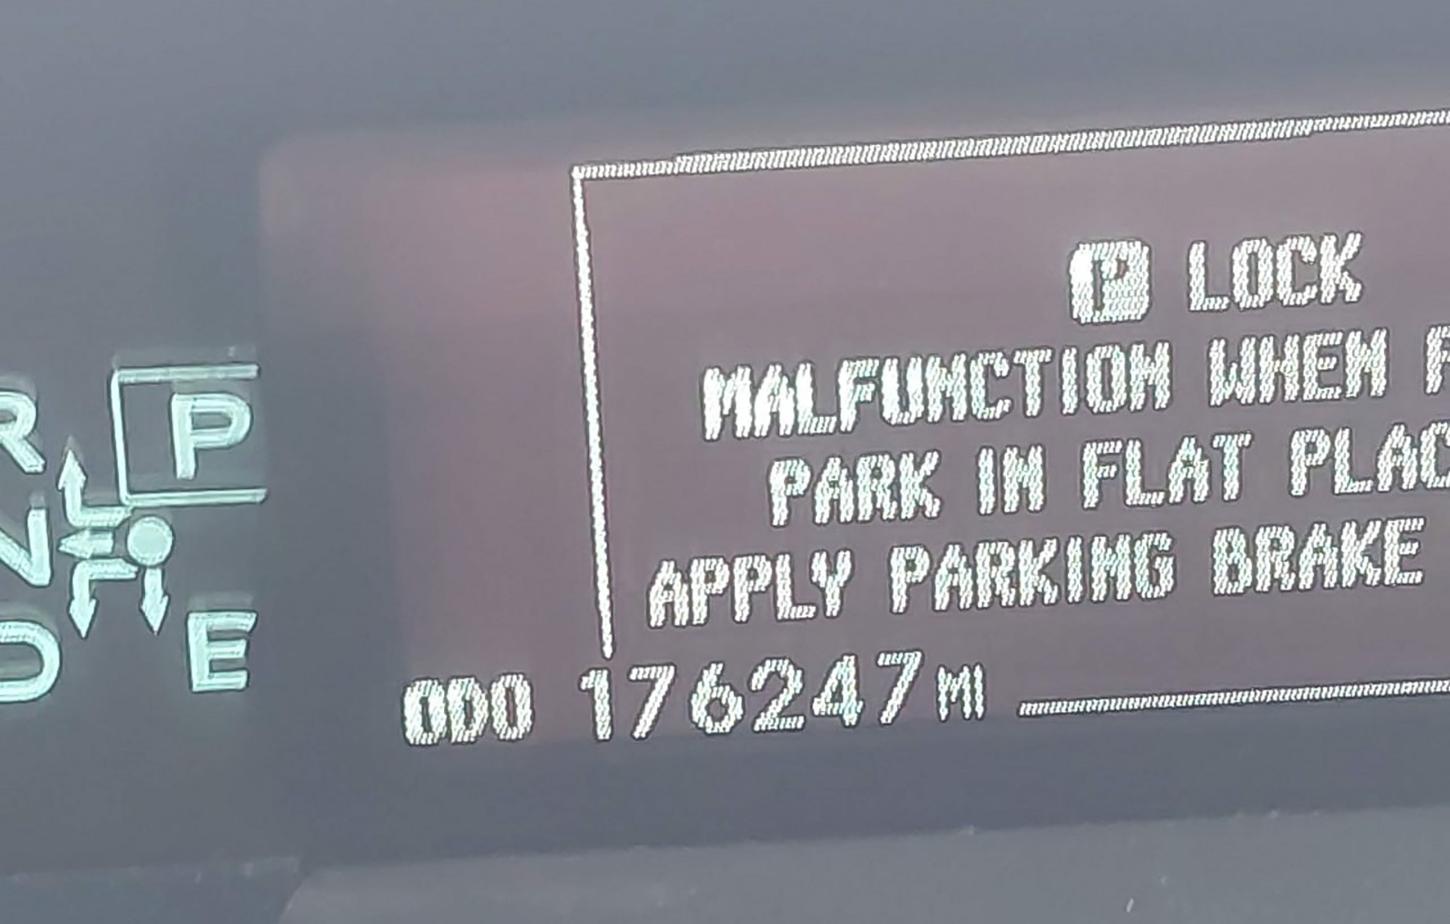 P LOCK
MALFUNCTION WHEN
PARK IN FLAT
APPLY PARKING BRAKE
ODO 176247 MI
R P
N
D E